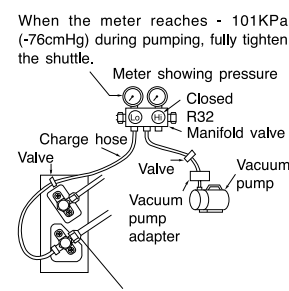 When the meter reaches - 101KPa
(-76cmHg) during pumping, fully tighten
the shuttle.
Meter showing pressure
Closed
Lo
Hi
R32
Manifold valve
Charge hose
Valve
Valve
Vacuum
pump
Vacuum
pump
adapter